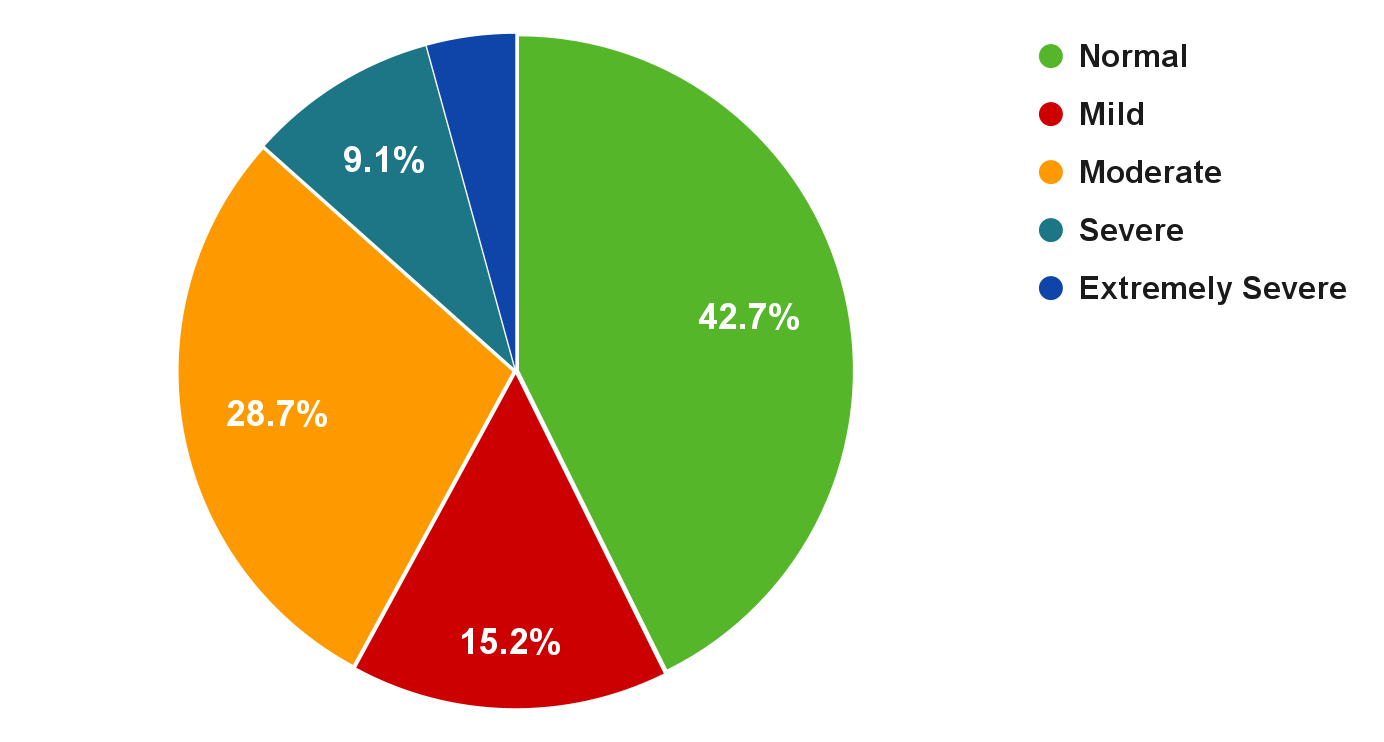 Normal
Mild
Moderate
Severe
Extremely Severe
9.1%
42.7%
28.7%
15.2%